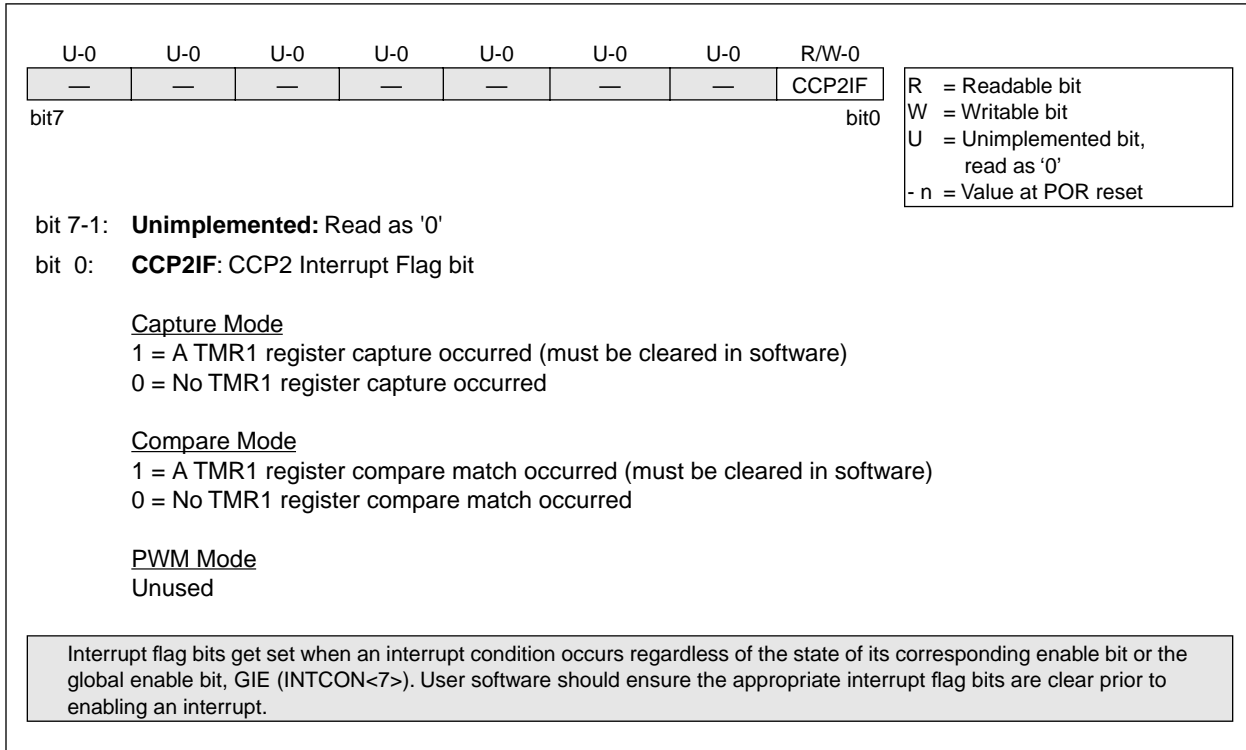 U-0 U-0 U-0 U-0 U-0 U-0 U-0 R/W-0
— — — — — — — CCP2IF
bit7 bit0
R = Readable bit
W = Writable bit
U = Unimplemented bit,
read as ‘0’
- n = Value at POR reset
bit 7-1: Unimplemented: Read as '0'
bit 0: CCP2IF: CCP2 Interrupt Flag bit
Capture Mode
1 = A TMR1 register capture occurred (must be cleared in software)
0 = No TMR1 register capture occurred
Compare Mode
1 = A TMR1 register compare match occurred (must be cleared in software)
0 = No TMR1 register compare match occurred
PWM Mode
Unused
Interrupt flag bits get set when an interrupt condition occurs regardless of the state of its corresponding enable bit or the
global enable bit, GIE (INTCON<7>). User software should ensure the appropriate interrupt flag bits are clear prior to
enabling an interrupt.